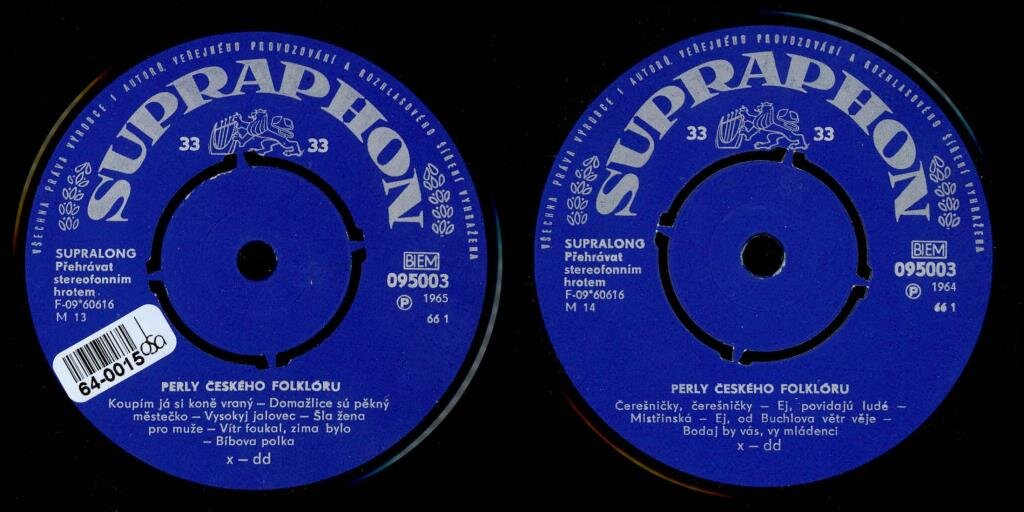 VŠECHNA PRÁVA VÝROBCE I AUTORŮ, VEŘEJNÉHO PROVOZOVÁNÍ A ROZHLASOVÉHO ŠÍŘENÍ VYHRAŽENA
SUPRAPHON
33 33
SUPRALONG
Přehrávat
stereofonním
hrotem
F-09*60616
M 13
BIEM
095003
Ⓟ 1965
66 1
64-0015
PERLY ČESKÉHO FOLKLÓRU
Koupím já si koně vraný – Domažlice sú pěkný
městečko – Vysokyj jalovec – Šla žena
pro muže – Vítr foukal, zima bylo
– Bíbova polka
x – dd
VŠECHNA PRÁVA VÝROBCE I AUTORŮ, VEŘEJNÉHO PROVOZOVÁNÍ A ROZHLASOVÉHO ŠÍŘENÍ VYHRAŽENA
SUPRAPHON
33 33
SUPRALONG
Přehrávat
stereofonním
hrotem
F-09*60616
M 14
BIEM
095003
Ⓟ 1964
66 1
PERLY ČESKÉHO FOLKLÓRU
Čerešničky, čerešničky – Ej, povidajú ludé –
Mistřinská – Ej, od Buchlova větr věje –
Bodaj by vás, vy mládenci
x – dd